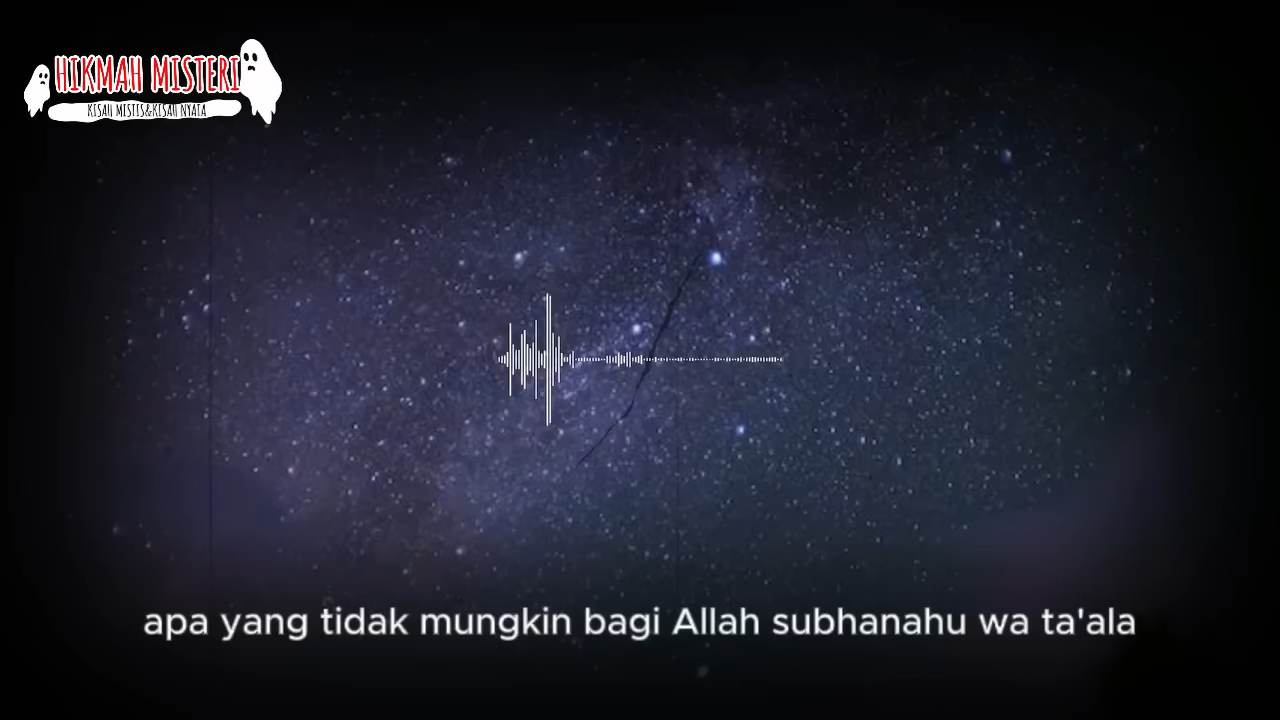 HIKMAH MISTERI
KISAH MISTIS&KISAH NYATA
apa yang tidak mungkin bagi Allah subhanahu wa ta'ala